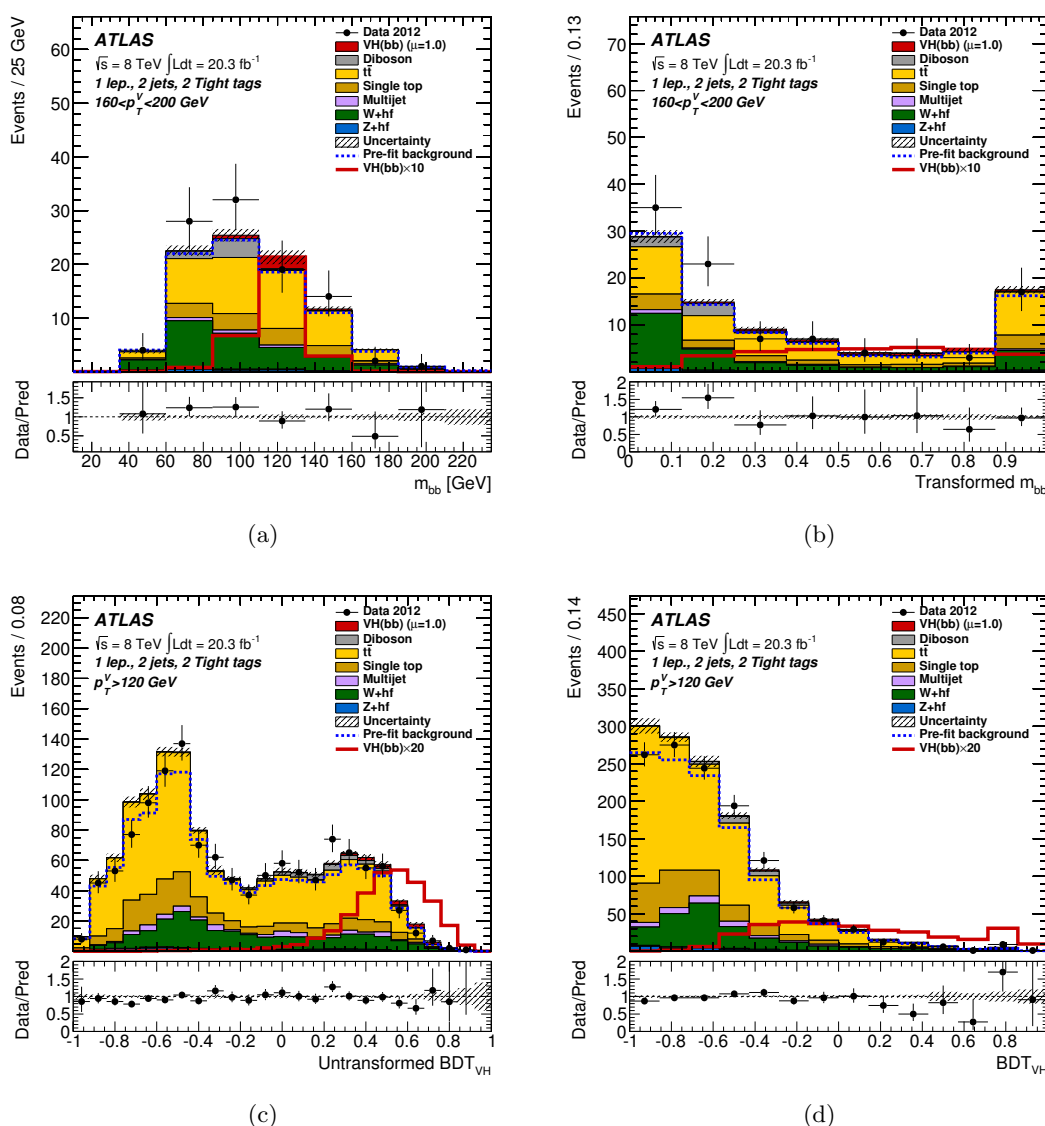 Events / 25 GeV
60
50
40
30
20
10
ATLAS
√s = 8 TeV ∫Ldt = 20.3 fb⁻¹
1 lep., 2 jets, 2 Tight tags
160<p_T^V<200 GeV
Data 2012
VH(bb) (μ=1.0)
Diboson
tt̄
Single top
Multijet
W+hf
Z+hf
Uncertainty
Pre-fit background
VH(bb)×10
Data/Pred
1.5
1
0.5
20 40 60 80 100 120 140 160 180 200 220
m_bb [GeV]
(a)
Events / 0.13
70
60
50
40
30
20
10
0
ATLAS
√s = 8 TeV ∫Ldt = 20.3 fb⁻¹
1 lep., 2 jets, 2 Tight tags
160<p_T^V<200 GeV
Data 2012
VH(bb) (μ=1.0)
Diboson
tt̄
Single top
Multijet
W+hf
Z+hf
Uncertainty
Pre-fit background
VH(bb)×10
Data/Pred
2
1.5
1
0.5
0
0 0.1 0.2 0.3 0.4 0.5 0.6 0.7 0.8 0.9
Transformed m_bb
(b)
Events / 0.08
220
200
180
160
140
120
100
80
60
40
20
0
ATLAS
√s = 8 TeV ∫Ldt = 20.3 fb⁻¹
1 lep., 2 jets, 2 Tight tags
p_T^V>120 GeV
Data 2012
VH(bb) (μ=1.0)
Diboson
tt̄
Single top
Multijet
W+hf
Z+hf
Uncertainty
Pre-fit background
VH(bb)×20
Data/Pred
2
1.5
1
0.5
0
-1 -0.8 -0.6 -0.4 -0.2 0 0.2 0.4 0.6 0.8 1
Untransformed BDT_VH
(c)
Events / 0.14
450
400
350
300
250
200
150
100
50
0
ATLAS
√s = 8 TeV ∫Ldt = 20.3 fb⁻¹
1 lep., 2 jets, 2 Tight tags
p_T^V>120 GeV
Data 2012
VH(bb) (μ=1.0)
Diboson
tt̄
Single top
Multijet
W+hf
Z+hf
Uncertainty
Pre-fit background
VH(bb)×20
Data/Pred
2
1.5
1
0.5
0
-1 -0.8 -0.6 -0.4 -0.2 0 0.2 0.4 0.6 0.8
BDT_VH
(d)